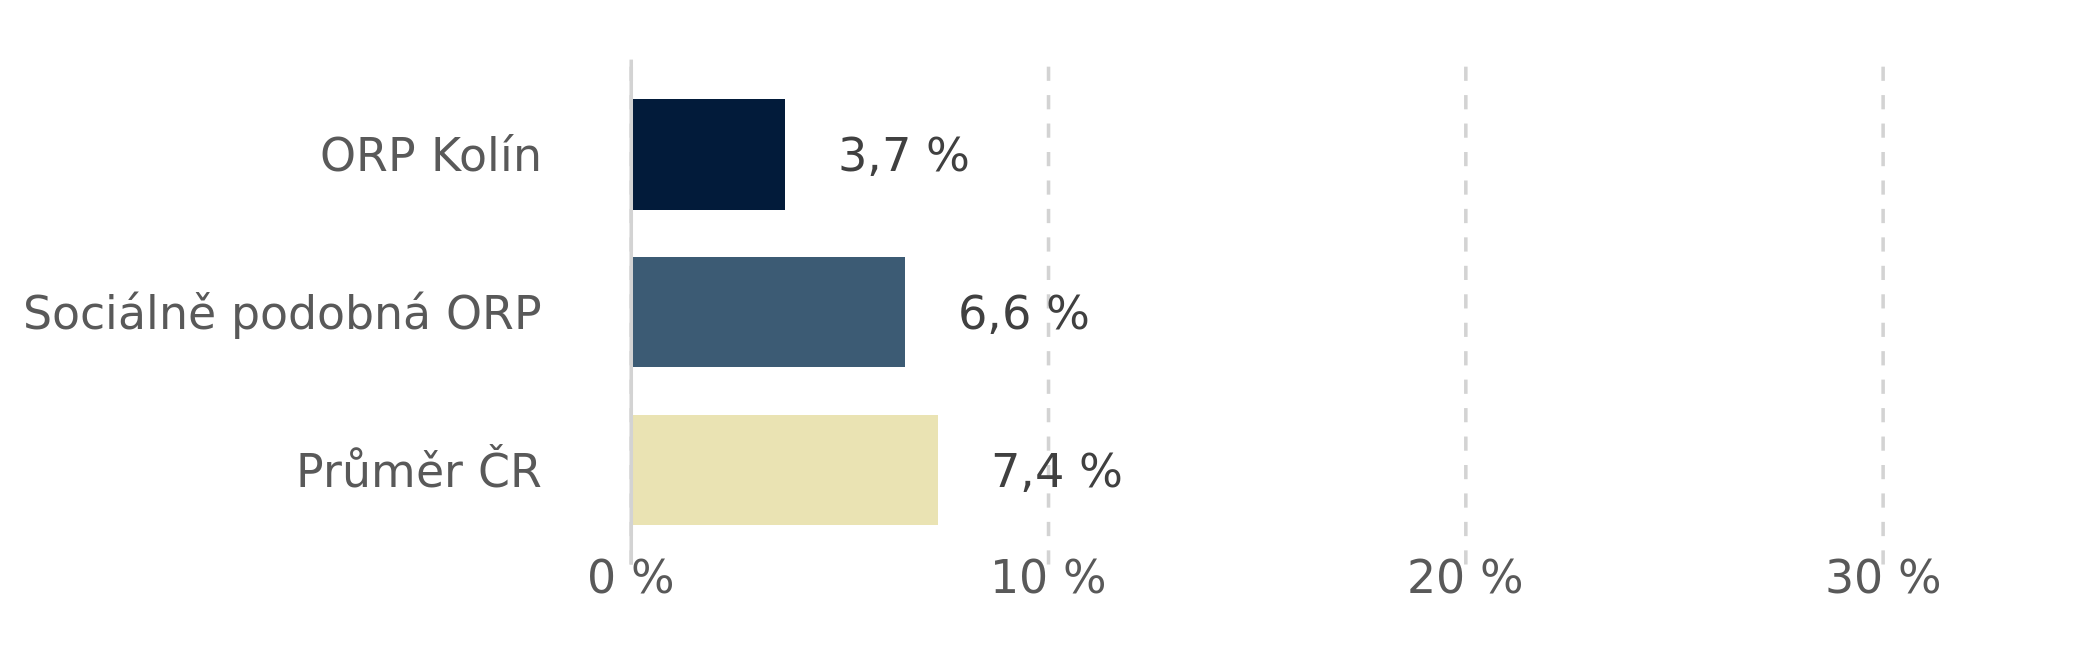 ORP Kolín 3,7 %
Sociálně podobná ORP 6,6 %
Průměr ČR 7,4 %
0 % 10 % 20 % 30 %